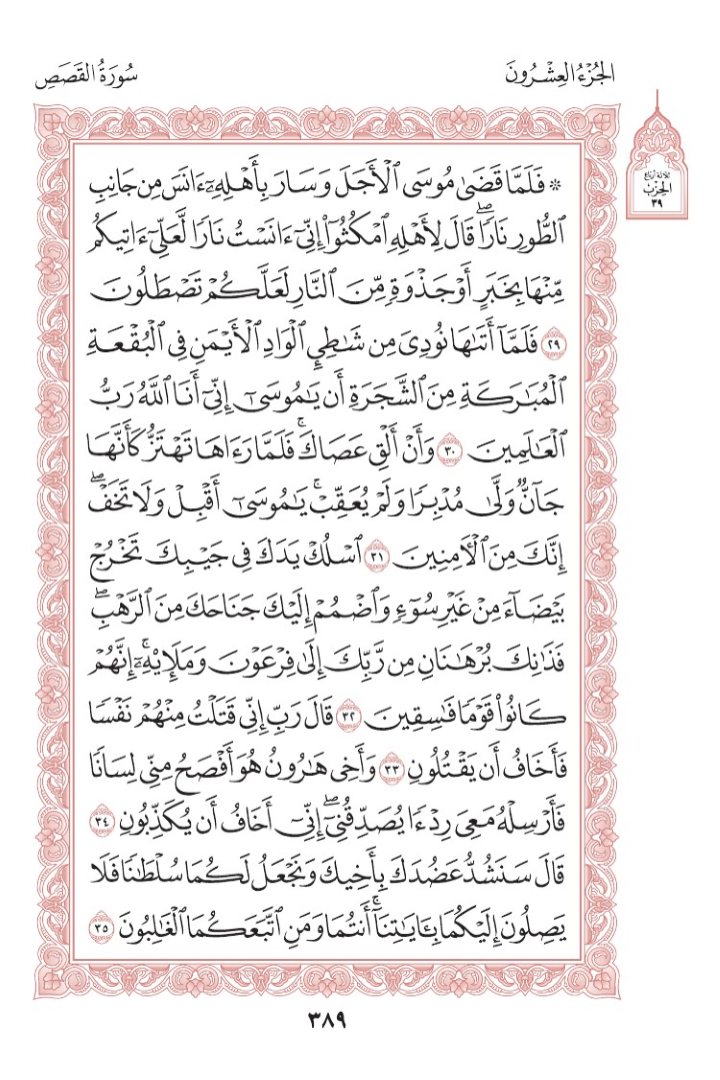 سُورَةُ القَصَصِ
الجُزْءُ العِشْرُونَ
ثلاثة أرباع
الحِزْب
٣٩
* فَلَمَّا قَضَىٰ مُوسَى ٱلْأَجَلَ وَسَارَ بِأَهْلِهِۦٓ ءَانَسَ مِن جَانِبِ
ٱلطُّورِ نَارٗاۖ قَالَ لِأَهْلِهِ ٱمْكُثُوٓاْ إِنِّيٓ ءَانَسْتُ نَارٗا لَّعَلِّيٓ ءَاتِيكُم
مِّنْهَا بِخَبَرٍ أَوْ جَذْوَةٖ مِّنَ ٱلنَّارِ لَعَلَّكُمْ تَصْطَلُونَ
٢٩ فَلَمَّآ أَتَىٰهَا نُودِيَ مِن شَٰطِيِٕ ٱلْوَادِ ٱلْأَيْمَنِ فِي ٱلْبُقْعَةِ
ٱلْمُبَٰرَكَةِ مِنَ ٱلشَّجَرَةِ أَن يَٰمُوسَىٰٓ إِنِّيٓ أَنَا ٱللَّهُ رَبُّ
ٱلْعَٰلَمِينَ ٣٠ وَأَنْ أَلْقِ عَصَاكَۚ فَلَمَّا رَءَاهَا تَهْتَزُّ كَأَنَّهَا
جَآنّٞ وَلَّىٰ مُدْبِرٗا وَلَمْ يُعَقِّبْۚ يَٰمُوسَىٰٓ أَقْبِلْ وَلَا تَخَفْۖ
إِنَّكَ مِنَ ٱلْأٓمِنِينَ ٣١ ٱسْلُكْ يَدَكَ فِي جَيْبِكَ تَخْرُجْ
بَيْضَآءَ مِنْ غَيْرِ سُوٓءٖ وَٱضْمُمْ إِلَيْكَ جَنَاحَكَ مِنَ ٱلرَّهْبِۖ
فَذَٰنِكَ بُرْهَٰنَانِ مِن رَّبِّكَ إِلَىٰ فِرْعَوْنَ وَمَلَإِيْهِۦٓۚ إِنَّهُمْ
كَانُواْ قَوْمٗا فَٰسِقِينَ ٣٢ قَالَ رَبِّ إِنِّي قَتَلْتُ مِنْهُمْ نَفْسٗا
فَأَخَافُ أَن يَقْتُلُونِ ٣٣ وَأَخِي هَٰرُونُ هُوَ أَفْصَحُ مِنِّي لِسَانٗا
فَأَرْسِلْهُ مَعِيَ رِدْءٗا يُصَدِّقُنِيٓۖ إِنِّيٓ أَخَافُ أَن يُكَذِّبُونِ ٣٤
قَالَ سَنَشُدُّ عَضُدَكَ بِأَخِيكَ وَنَجْعَلُ لَكُمَا سُلْطَٰنٗا فَلَا
يَصِلُونَ إِلَيْكُمَا بِـَٔايَٰتِنَآۚ أَنتُمَا وَمَنِ ٱتَّبَعَكُمَا ٱلْغَٰلِبُونَ ٣٥
٣٨٩